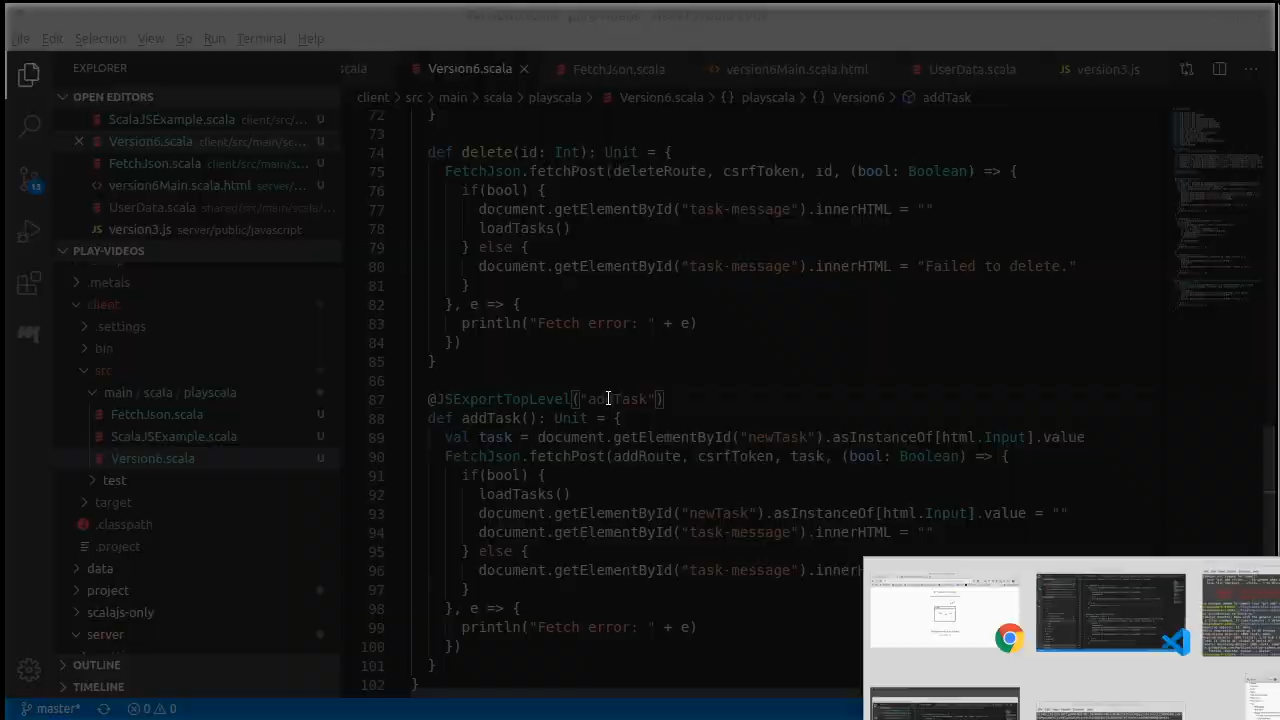 File Edit Selection View Go Run Terminal Help
EXPLORER
scala Version6.scala FetchJson.scala version6Main.scala.html UserData.scala version3.js
OPEN EDITORS
client > src > main > scala > playscala > Version6.scala > {} playscala > {} Version6 > addTask
ScalaJSExample.scala client/src/mai... U
Version6.scala client/src/main/sc... U
FetchJson.scala client/src/main/s... U
version6Main.scala.html server/... U
UserData.scala shared/src/main/scala/...
version3.js server/public/javascript
PLAY-VIDEOS
.metals
client
.settings
bin
src
main / scala / playscala
FetchJson.scala U
ScalaJSExample.scala U
Version6.scala U
test
target
.classpath
.project
data
project
scalajs-only
server
OUTLINE
TIMELINE
15
72 }
73
74 def delete(id: Int): Unit = {
75 FetchJson.fetchPost(deleteRoute, csrfToken, id, (bool: Boolean) => {
76 if(bool) {
77 document.getElementById("task-message").innerHTML = ""
78 loadTasks()
79 } else {
80 document.getElementById("task-message").innerHTML = "Failed to delete."
81 }
82 }, e => {
83 println("Fetch error: " + e)
84 })
85 }
86
87 @JSExportTopLevel("addTask")
88 def addTask(): Unit = {
89 val task = document.getElementById("newTask").asInstanceOf[html.Input].value
90 FetchJson.fetchPost(addRoute, csrfToken, task, (bool: Boolean) => {
91 if(bool) {
92 loadTasks()
93 document.getElementById("newTask").asInstanceOf[html.Input].value = ""
94 document.getElementById("task-message").innerHTML = ""
95 } else {
96 document.getElementById("task-message").innerH
97
98 }, e => {
99 println("Fetch error: " + e)
100 })
101 }
102 }
master* 0